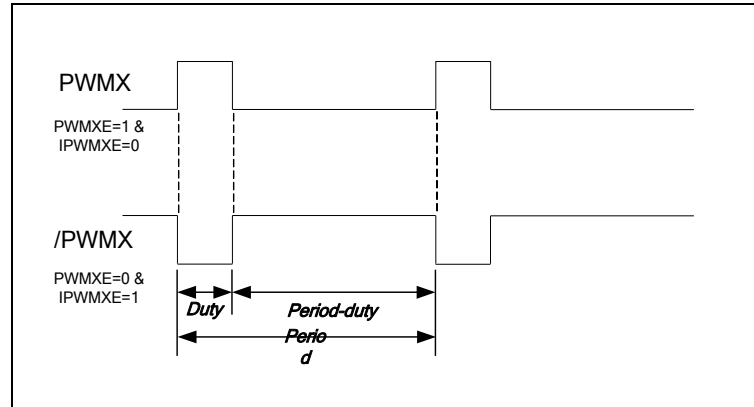 PWMX
PWMXE=1 &
IPWMXE=0
/PWMX
PWMXE=0 &
IPWMXE=1
Duty
Period-duty
Perio
d